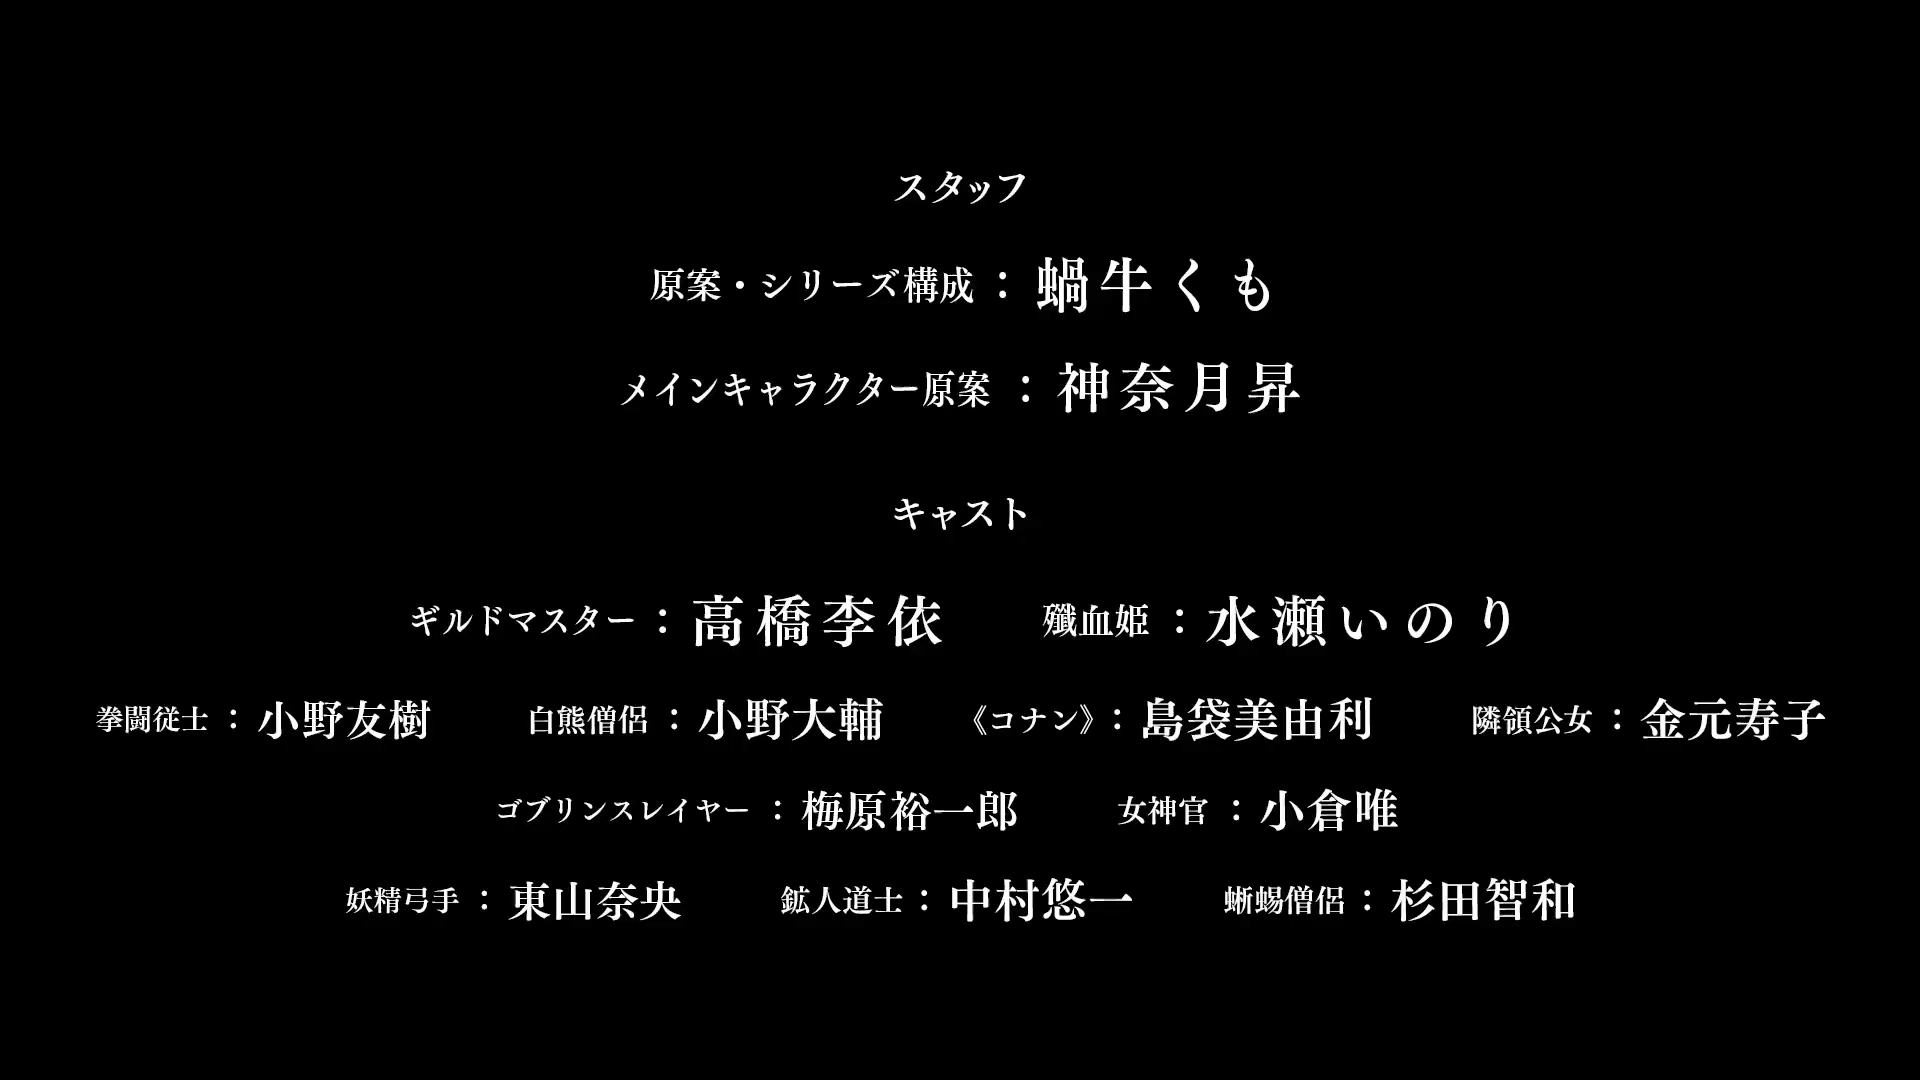 スタッフ
原案・シリーズ構成：蝸牛くも
メインキャラクター原案：神奈月昇
キャスト
ギルドマスター：高橋李依　殲血姫：水瀬いのり
拳闘従士：小野友樹　白熊僧侶：小野大輔　《コナン》：島袋美由利　隣領公女：金元寿子
ゴブリンスレイヤー：梅原裕一郎　女神官：小倉唯
妖精弓手：東山奈央　鉱人道士：中村悠一　蜥蜴僧侶：杉田智和